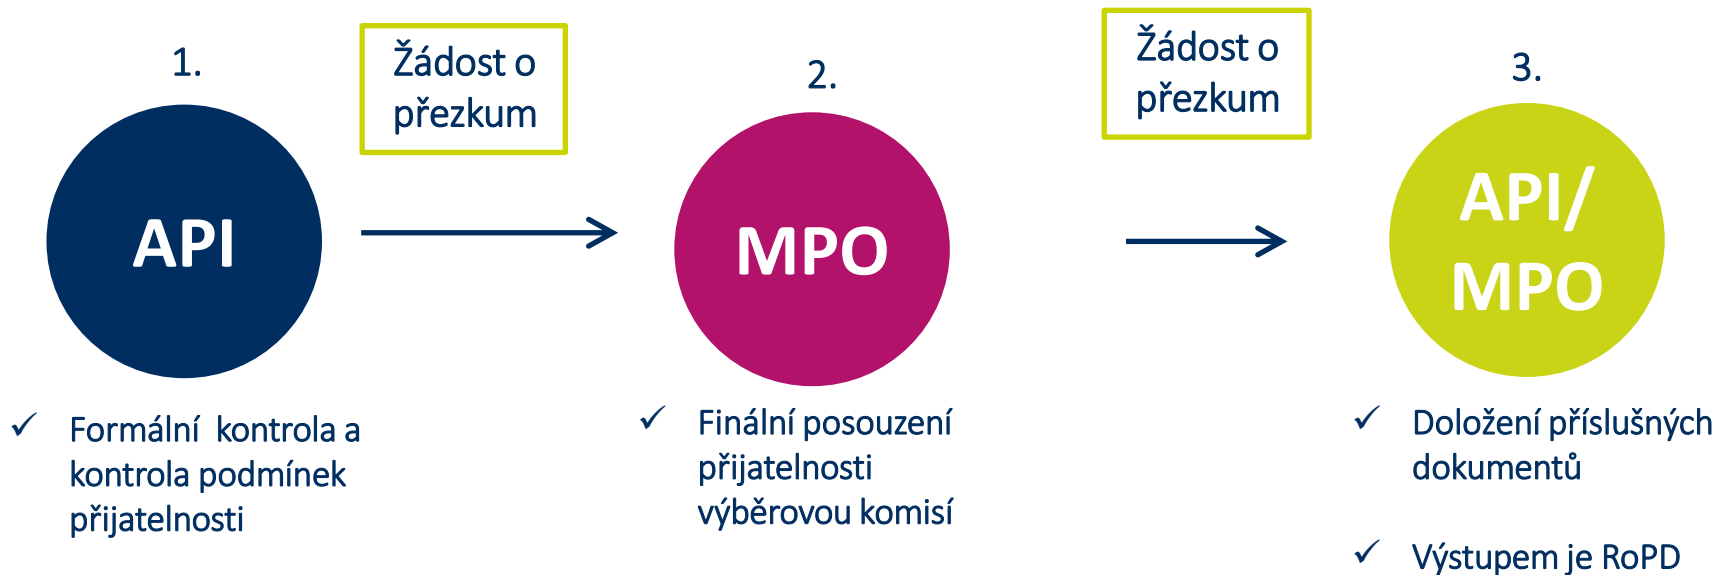 1.
API
✓ Formální kontrola a
kontrola podmínek
přijatelnosti
Žádost o
přezkum
2.
MPO
✓ Finální posouzení
přijatelnosti
výběrovou komisí
Žádost o
přezkum
3.
API/
MPO
✓ Doložení příslušných
dokumentů
✓ Výstupem je RoPD